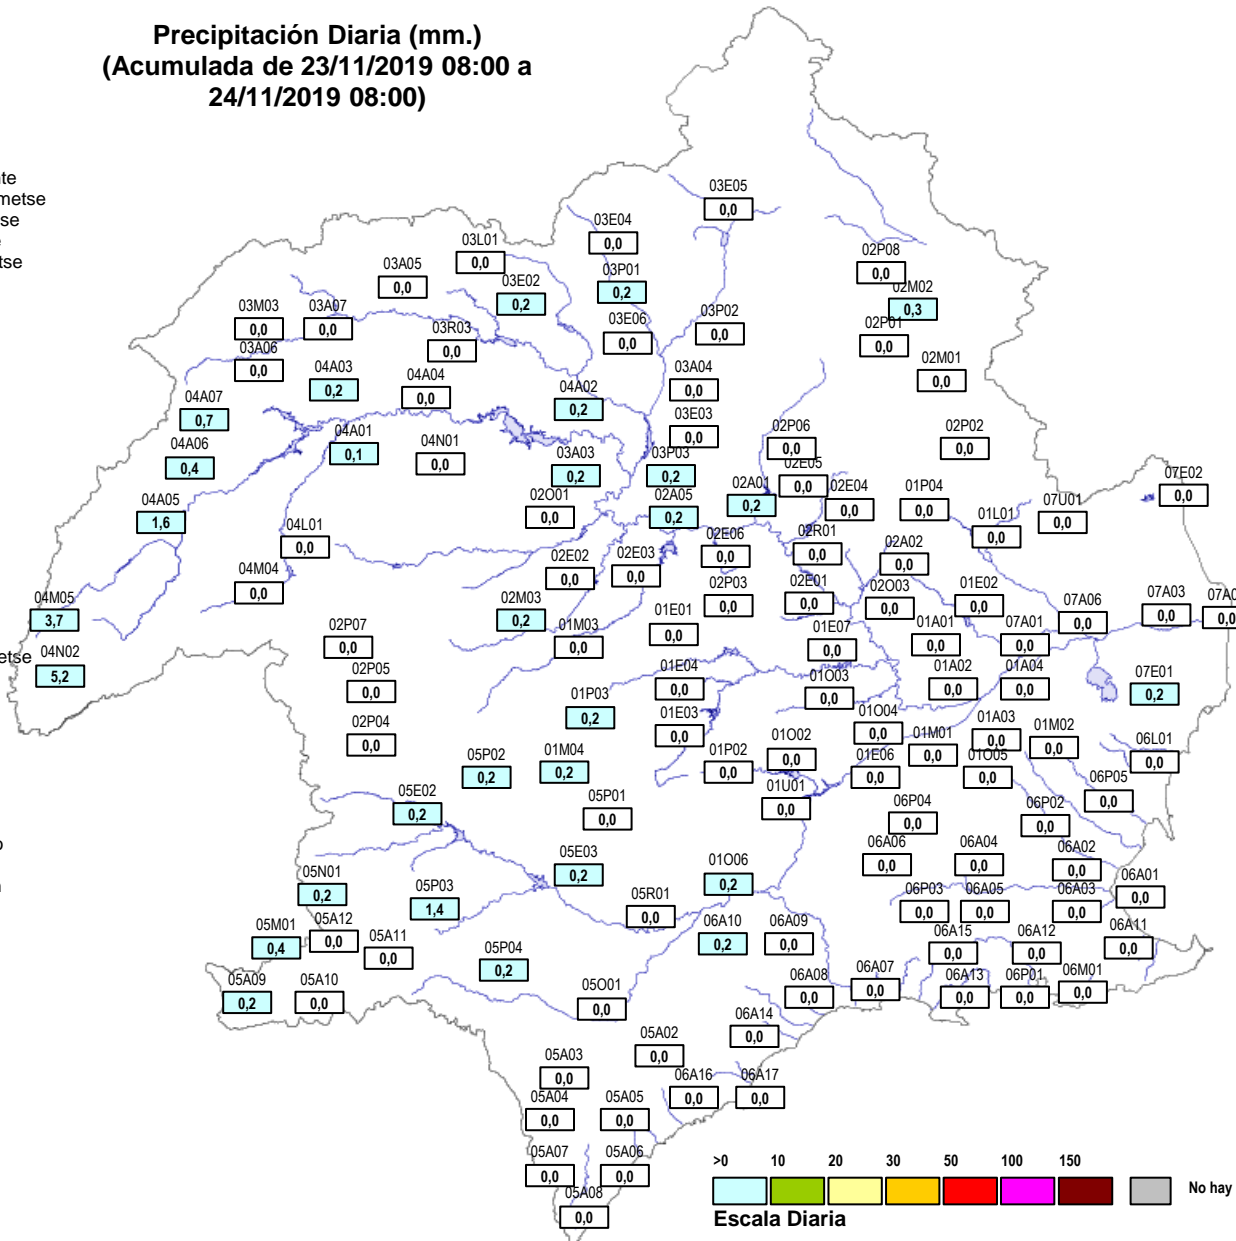 Precipitación Diaria (mm.)
(Acumulada de 23/11/2019 08:00 a
24/11/2019 08:00)
03E05
0,0
03E04
0,0
03L01
0,0
02P08
0,0
03A05
0,0
03E02
0,2
03P01
0,2
02M02
0,3
03M03
0,0
03A07
0,0
03R03
0,0
03E06
0,0
03P02
0,0
02P01
0,0
03A06
0,0
02M01
0,0
04A03
0,2
04A04
0,0
04A02
0,2
03A04
0,0
04A07
0,7
03E03
0,0
04A01
0,1
04N01
0,0
02P06
0,0
02P02
0,0
04A06
0,4
03A03
0,2
03P03
0,2
02E05
0,0
07E02
0,0
04A05
1,6
02O01
0,0
02A05
0,2
02A01
0,2
02E04
0,0
01P04
0,0
07U01
0,0
01L01
0,0
04L01
0,0
02E06
0,0
02R01
0,0
02A02
0,0
02E02
0,0
02E03
0,0
04M04
0,0
02P03
0,0
02E01
0,0
02O03
0,0
01E02
0,0
04M05
3,7
02M03
0,2
07A06
0,0
07A03
0,0
07A0
0,0
02P07
0,0
01M03
0,0
01E01
0,0
01E07
0,0
01A01
0,0
07A01
0,0
etse
04N02
5,2
02P05
0,0
01E04
0,0
01O03
0,0
01A02
0,0
01A04
0,0
07E01
0,2
01P03
0,2
01E03
0,0
02P04
0,0
01O04
0,0
01M01
0,0
01A03
0,0
01M02
0,0
05P02
0,2
01M04
0,2
01P02
0,0
01O02
0,0
01E06
0,0
01O05
0,0
06L01
0,0
05E02
0,2
05P01
0,0
01U01
0,0
06P04
0,0
06P02
0,0
06P05
0,0
05E03
0,2
01O06
0,2
06A06
0,0
06A04
0,0
06A02
0,0
05N01
0,2
05P03
1,4
05R01
0,0
06P03
0,0
06A05
0,0
06A03
0,0
06A01
0,0
05M01
0,4
05A12
0,0
05A11
0,0
06A10
0,2
06A09
0,0
06A15
0,0
06A12
0,0
06A11
0,0
05P04
0,2
05A09
0,2
05A10
0,0
05O01
0,0
06A08
0,0
06A07
0,0
06A13
0,0
06P01
0,0
06M01
0,0
05A02
0,0
06A14
0,0
05A03
0,0
06A16
0,0
06A17
0,0
05A04
0,0
05A05
0,0
05A07
0,0
05A06
0,0
05A08
0,0
>0 10 20 30 50 100 150
No hay
Escala Diaria